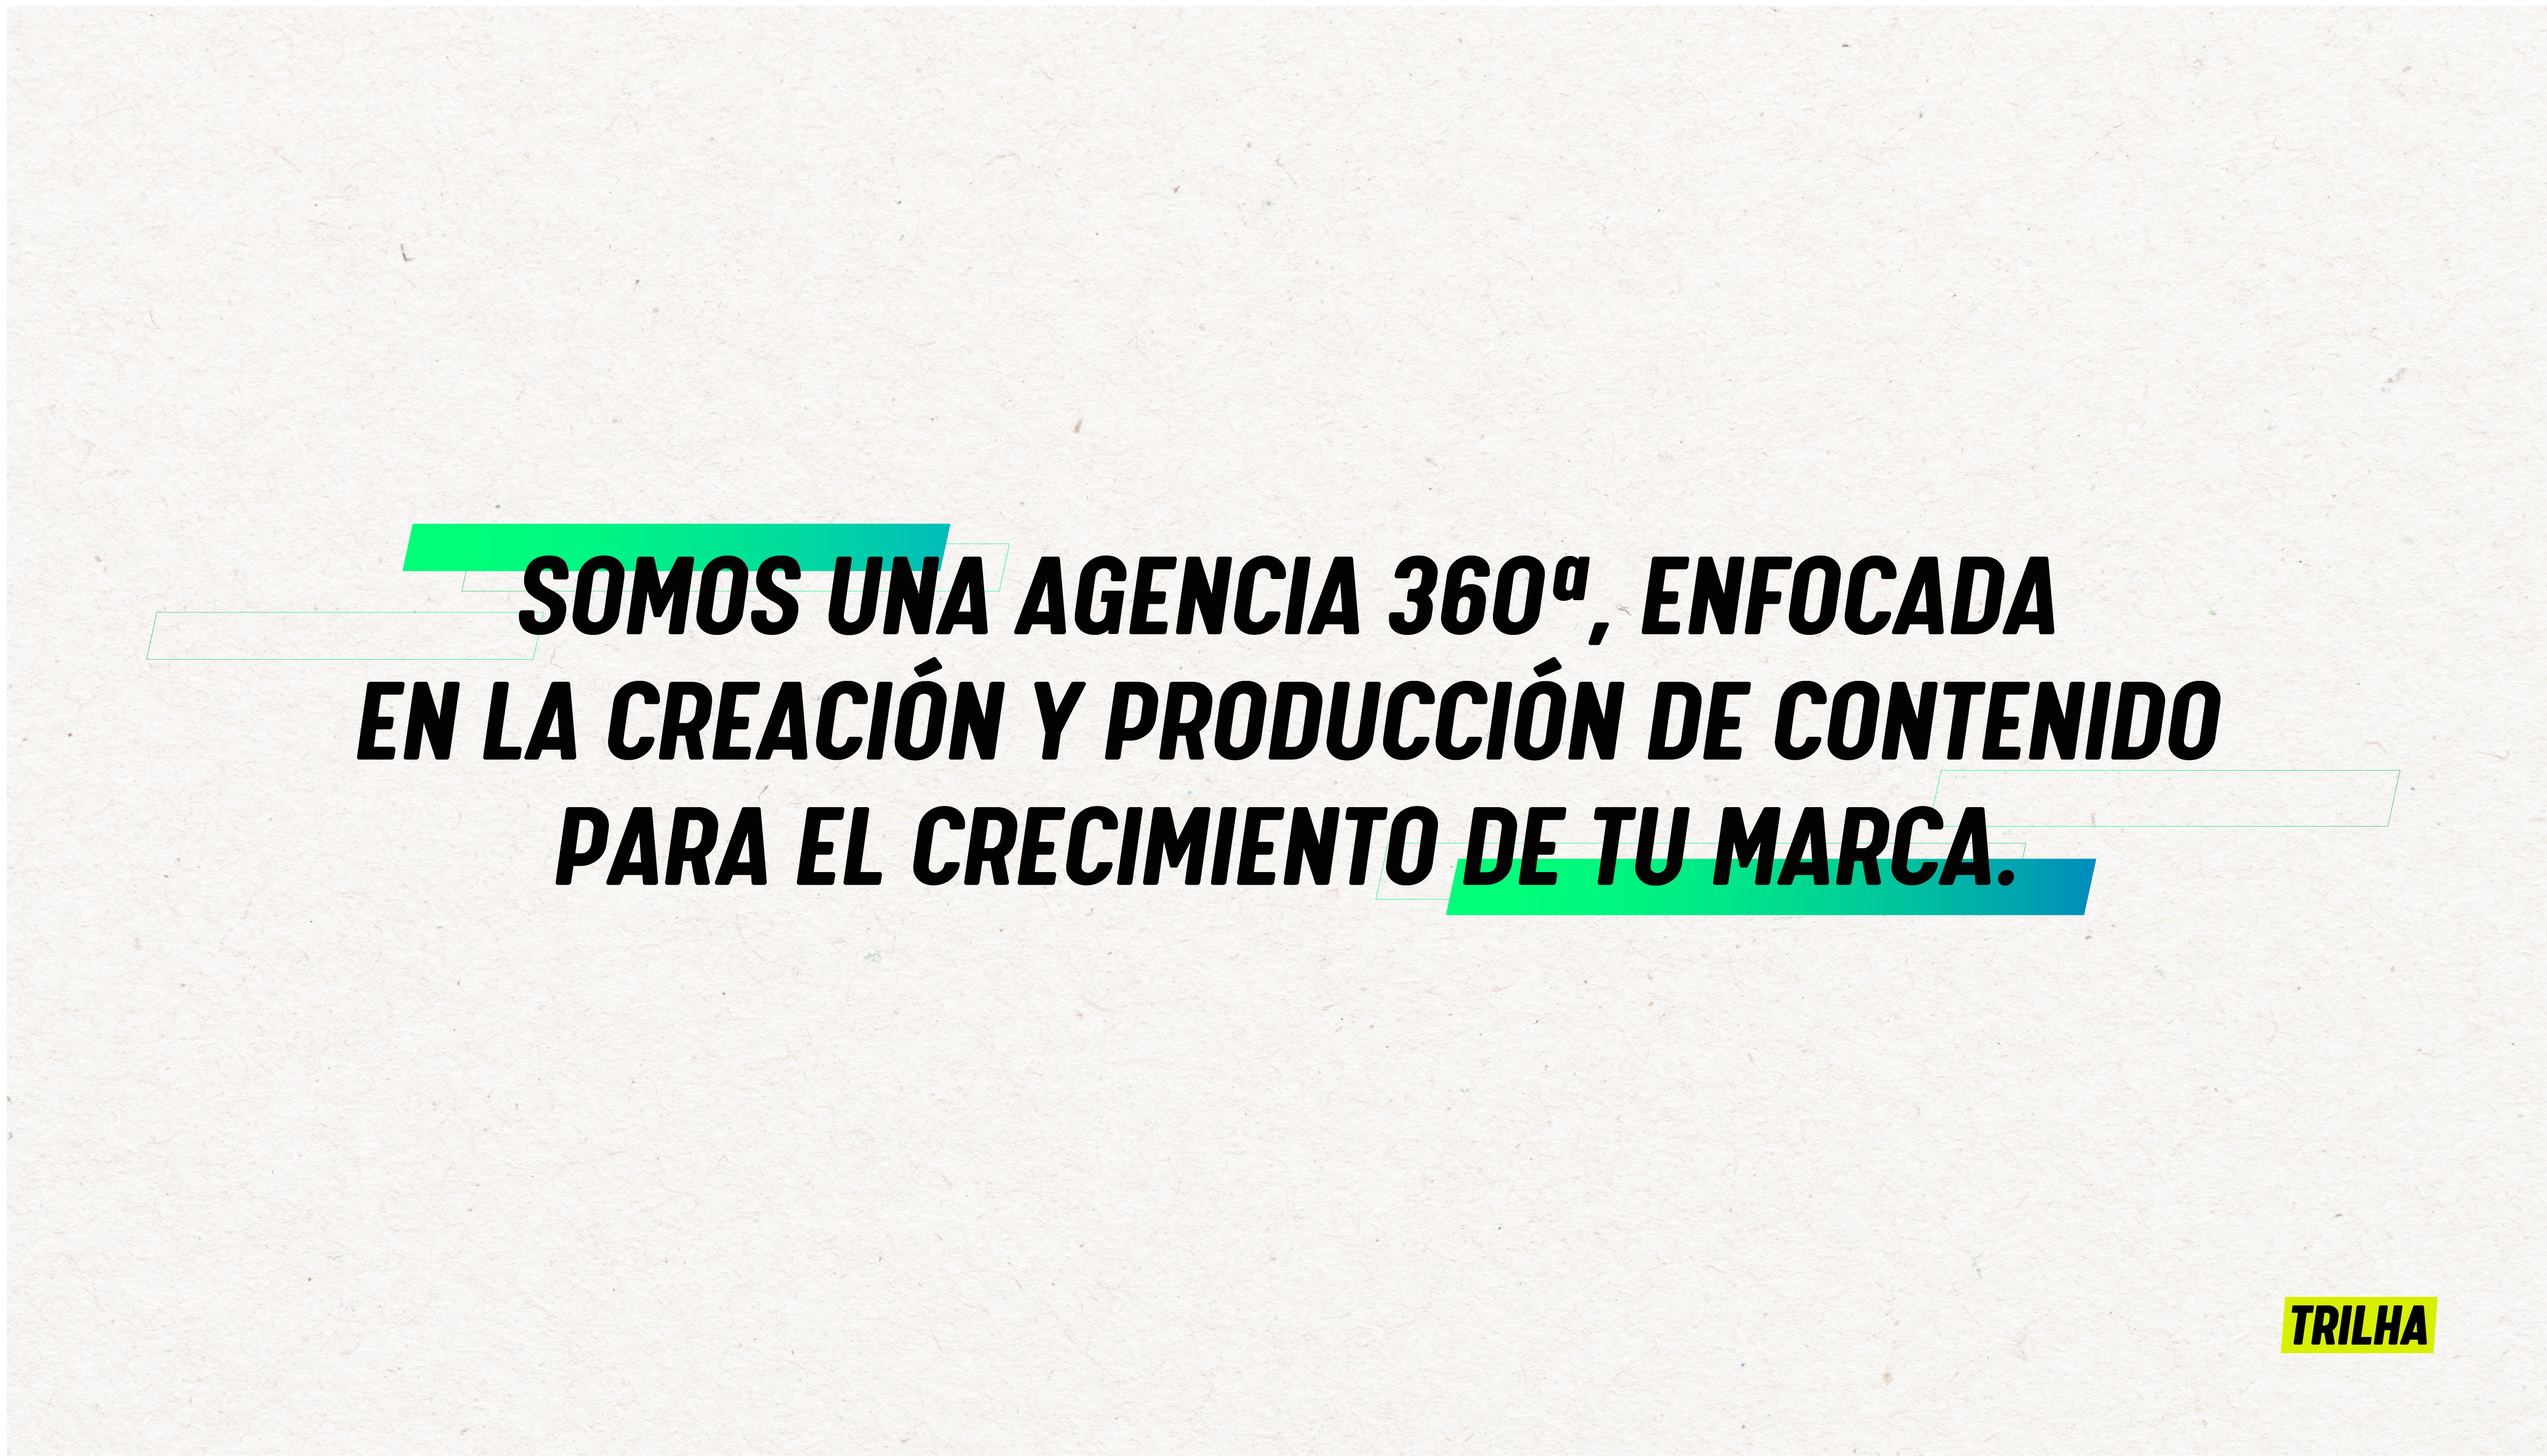 SOMOS UNA AGENCIA 360ª, ENFOCADA
EN LA CREACIÓN Y PRODUCCIÓN DE CONTENIDO
PARA EL CRECIMIENTO DE TU MARCA.
TRILHA